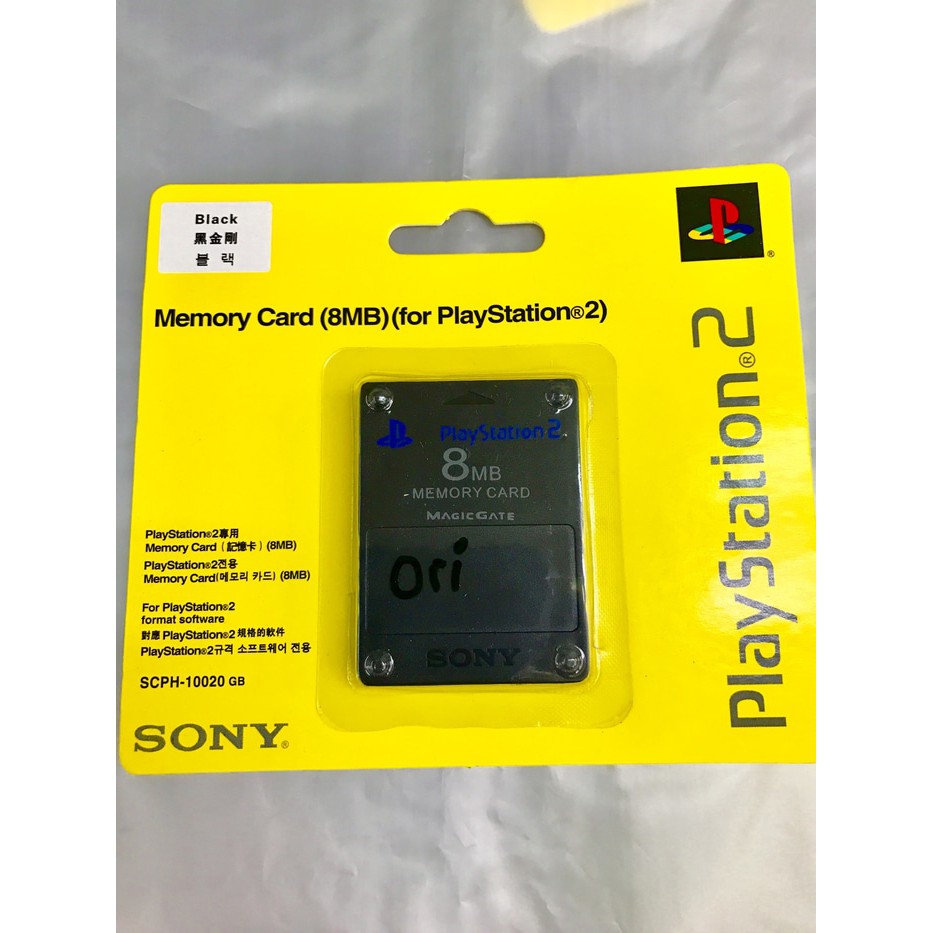 Black
黑金剛
블 랙
Memory Card (8MB)(for PlayStation®2)
PlayStation®2
PlayStation 2
8MB
MEMORY CARD
MAGICGATE
ori
SONY
PlayStation®2專用
Memory Card (記憶卡) (8MB)
PlayStation®2전용
Memory Card(메모리 카드) (8MB)
For PlayStation®2
format software
對應 PlayStation®2 規格的軟件
PlayStation®2규격 소프트웨어 전용
SCPH-10020 GB
SONY®